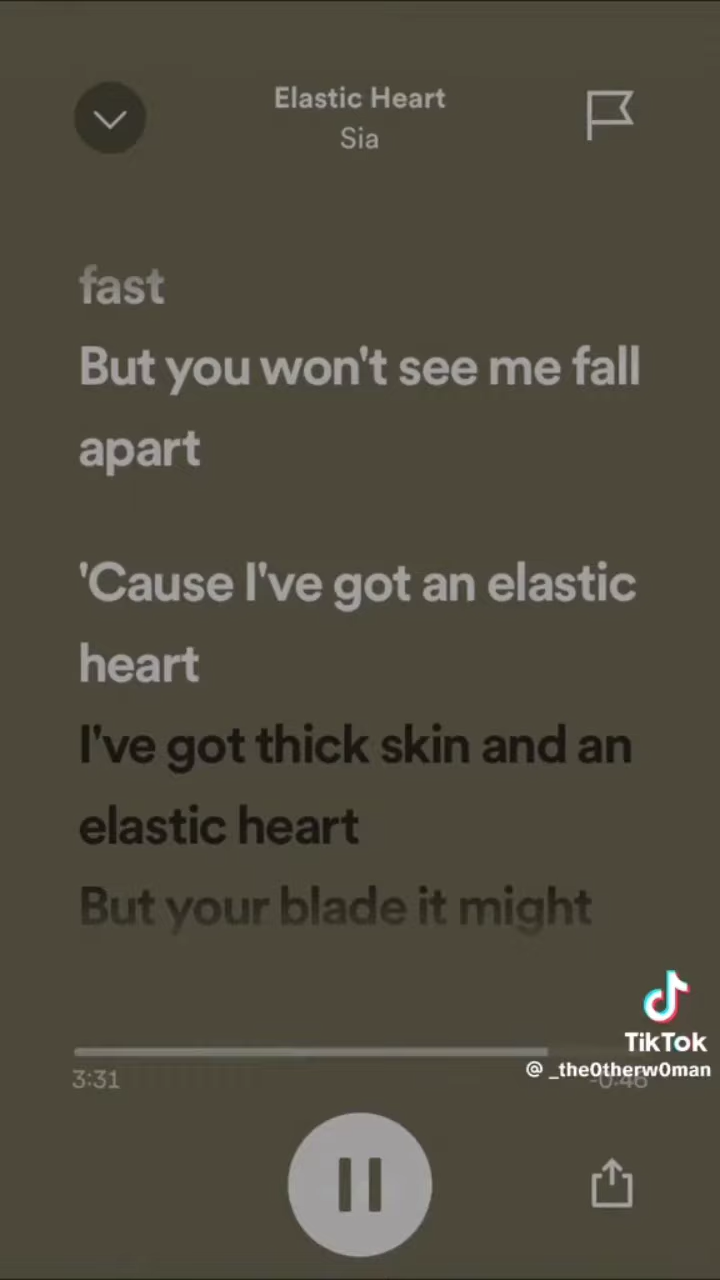 Elastic Heart
Sia
fast
But you won't see me fall
apart
'Cause I've got an elastic
heart
I've got thick skin and an
elastic heart
But your blade it might
TikTok
@ _the0therw0man
3:31
-0:46